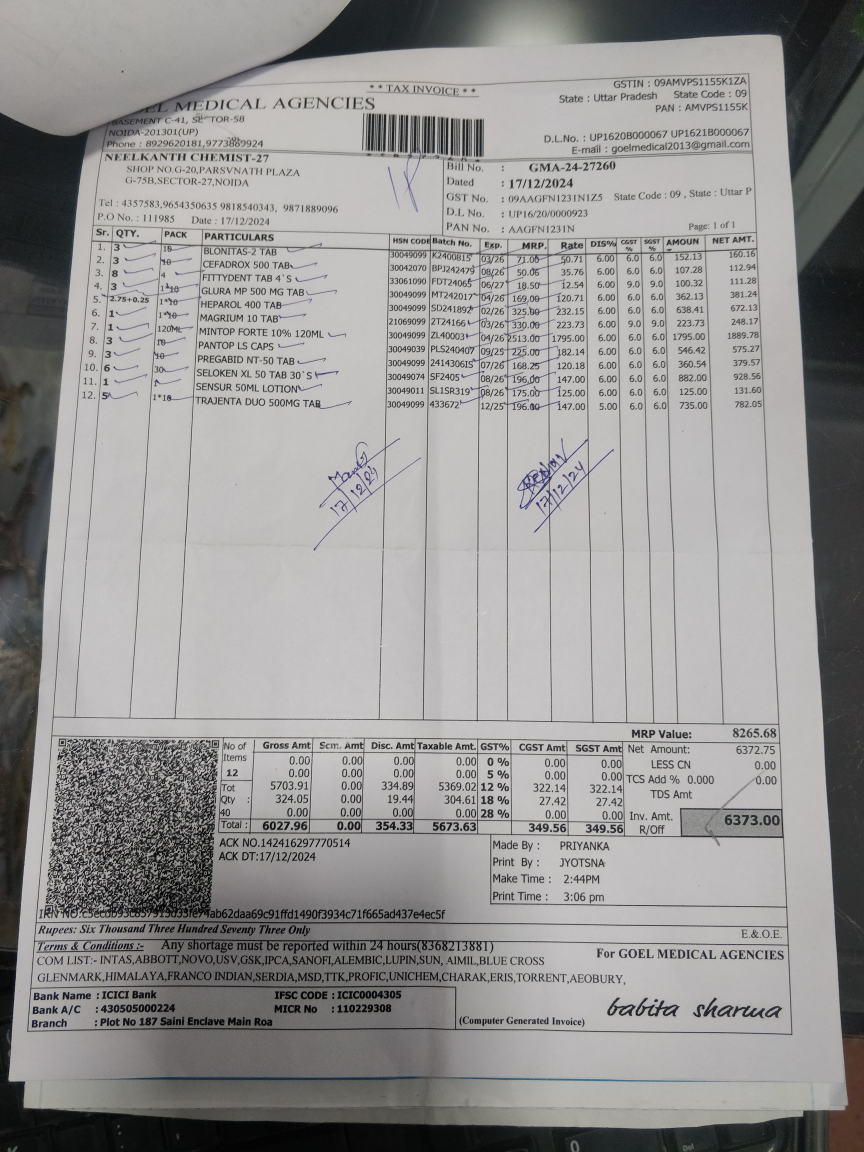 ** TAX INVOICE **
GSTIN : 09AMVPS1155K1ZA
State : Uttar Pradesh State Code : 09
PAN : AMVPS1155K
GOEL MEDICAL AGENCIES
BASEMENT C-41, SECTOR-58
NOIDA-201301(UP)
Phone : 8929620181,9773869924
D.L.No. : UP1620B000067 UP1621B000067
E-mail : goelmedical2013@gmail.com
NEELKANTH CHEMIST-27
SHOP NO.G-20,PARSVNATH PLAZA
G-75B,SECTOR-27,NOIDA
Tel : 4357583,9654350635 9818540343, 9871889096
P.O No. : 111985 Date : 17/12/2024
Bill No. : GMA-24-27260
Dated : 17/12/2024
GST No. : 09AAGFN1231N1Z5 State Code : 09 , State : Uttar P
D.L No. : UP16/20/0000923
PAN No. : AAGFN1231N Page: 1 of 1
Sr. QTY. PACK PARTICULARS HSN CODE Batch No. Exp. MRP. Rate DIS% CGST % SGST % AMOUN NET AMT.
1. 3 10 BLONITAS-2 TAB 30049099 K2400815 03/26 71.00 50.71 6.00 6.0 6.0 152.13 160.16
2. 3 10 CEFADROX 500 TAB 30042070 BPJ242479 08/26 50.06 35.76 6.00 6.0 6.0 107.28 112.94
3. 8 4 FITTYDENT TAB 4`S 33061090 FDT24065 06/27 18.50 12.54 6.00 9.0 9.0 100.32 111.28
4. 3 1*10 GLURA MP 500 MG TAB 30049099 MT242017 04/26 169.00 120.71 6.00 6.0 6.0 362.13 381.24
5. 2.75+0.25 1*10 HEPAROL 400 TAB 30049099 SD241892 02/26 325.00 232.15 6.00 6.0 6.0 638.41 672.13
6. 1 1*10 MAGRIUM 10 TAB 21069099 2T24166 03/26 330.00 223.73 6.00 9.0 9.0 223.73 248.17
7. 1 120ML MINTOP FORTE 10% 120ML 30049099 ZL40003 04/26 2513.00 1795.00 6.00 6.0 6.0 1795.00 1889.78
8. 3 10 PANTOP LS CAPS 30049039 PLS240407 09/25 225.00 182.14 6.00 6.0 6.0 546.42 575.27
9. 3 10 PREGABID NT-50 TAB 30049099 24143061S 07/26 168.25 120.18 6.00 6.0 6.0 360.54 379.57
10. 6 30 SELOKEN XL 50 TAB 30`S 30049074 SF2405 08/26 196.00 147.00 6.00 6.0 6.0 882.00 928.56
11. 1 1 SENSUR 50ML LOTION 30049011 SL1SR319 08/26 175.00 125.00 6.00 6.0 6.0 125.00 131.60
12. 5 1*10 TRAJENTA DUO 500MG TAB 30049099 433672 12/25 196.00 147.00 5.00 6.0 6.0 735.00 782.05
17/12/24 17/12/24
MRP Value: 8265.68
No of Items 12 Tot Qty : 40
Gross Amt Scm. Amt Disc. Amt Taxable Amt. GST% CGST Amt SGST Amt
0.00 0.00 0.00 0.00 0 % 0.00 0.00
0.00 0.00 0.00 0.00 5 % 0.00 0.00
5703.91 0.00 334.89 5369.02 12 % 322.14 322.14
324.05 0.00 19.44 304.61 18 % 27.42 27.42
0.00 0.00 0.00 0.00 28 % 0.00 0.00
Total : 6027.96 0.00 354.33 5673.63 349.56 349.56
Net Amount: 6372.75
LESS CN 0.00
TCS Add % 0.000 0.00
TDS Amt
Inv. Amt. R/Off 6373.00
ACK NO.142416297770514
ACK DT:17/12/2024
Made By : PRIYANKA
Print By : JYOTSNA
Make Time : 2:44PM
Print Time : 3:06 pm
Rupees: Six Thousand Three Hundred Seventy Three Only E.&O.E.
Terms & Conditions :- Any shortage must be reported within 24 hours(8368213881)
COM LIST:- INTAS,ABBOTT,NOVO,USV,GSK,IPCA,SANOFI,ALEMBIC,LUPIN,SUN, AIMIL,BLUE CROSS
GLENMARK,HIMALAYA,FRANCO INDIAN,SERDIA,MSD,TTK,PROFIC,UNICHEM,CHARAK,ERIS,TORRENT,AEOBURY,
For GOEL MEDICAL AGENCIES
Bank Name : ICICI Bank IFSC CODE : ICIC0004305
Bank A/C : 430505000224 MICR No : 110229308
Branch : Plot No 187 Saini Enclave Main Roa
(Computer Generated Invoice)
babita sharma